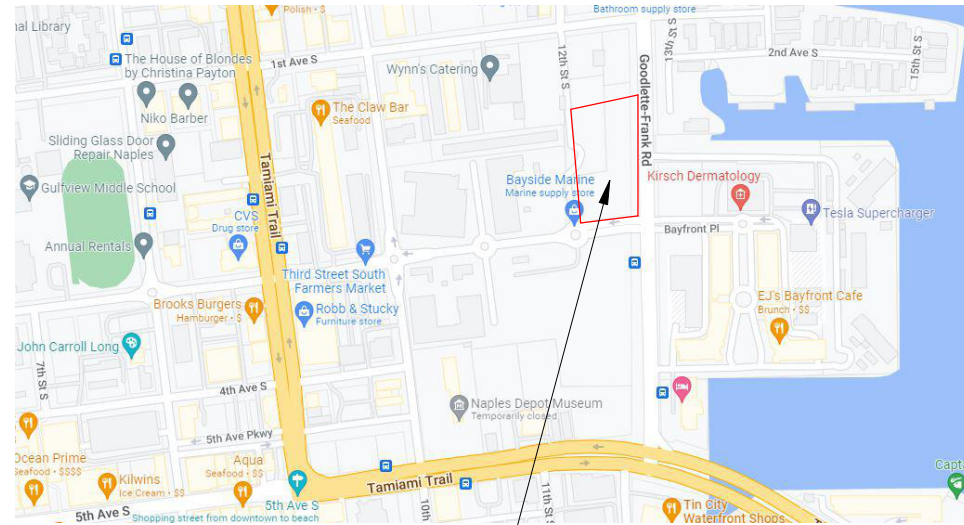 Polish · $
Bathroom supply store
nal Library
The House of Blondes
by Christina Payton
1st Ave S
12th St S
13th St S
2nd Ave S
15th St S
Wynn's Catering
Niko Barber
The Claw Bar
Seafood
Goodlette-Frank Rd
Sliding Glass Door
Repair Naples
Tamiami Trail
Gulfview Middle School
Bayside Marine
Marine supply store
Kirsch Dermatology
CVS
Drug store
Tesla Supercharger
Bayfront Pl
Annual Rentals
Third Street South
Farmers Market
Brooks Burgers
Hamburger · $
Robb & Stucky
Furniture store
EJ's Bayfront Cafe
Brunch · $$
John Carroll Long
7th St S
4th Ave S
Naples Depot Museum
Temporarily closed
5th Ave Pkwy
Ocean Prime
Seafood · $$$$
Aqua
Seafood · $$
Kilwins
Ice Cream · $$
Tamiami Trail
5th Ave S
Shopping street from downtown to beach
5th Ave S
10th
11th St S
Tin City
Waterfront Shops
Capta